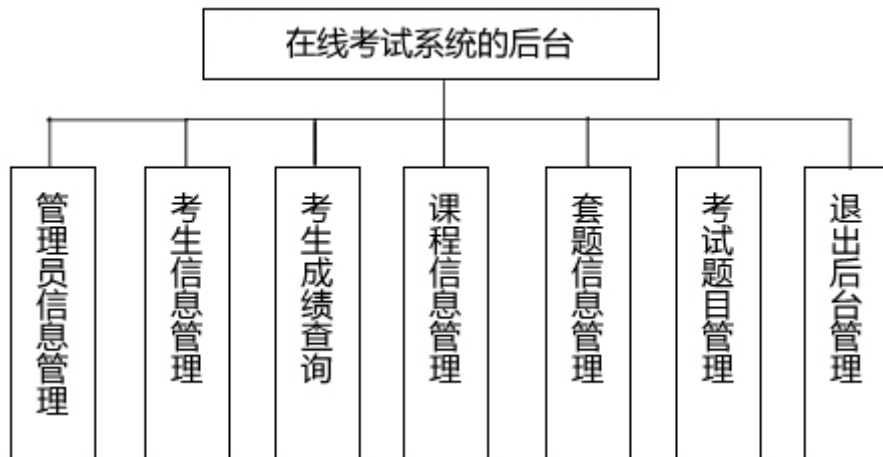 在线考试系统的后台
管理员信息管理
考生信息管理
考生成绩查询
课程信息管理
套题信息管理
考试题目管理
退出后台管理